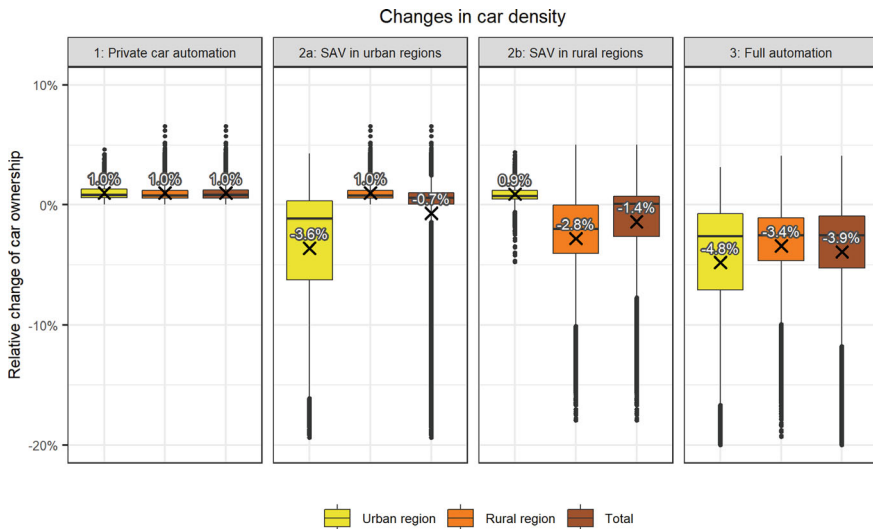 Changes in car density
1: Private car automation
2a: SAV in urban regions
2b: SAV in rural regions
3: Full automation
Relative change of car ownership
10%
0%
-10%
-20%
1.0%
1.0%
1.0%
-3.6%
1.0%
-0.7%
0.9%
-2.8%
-1.4%
-4.8%
-3.4%
-3.9%
Urban region
Rural region
Total